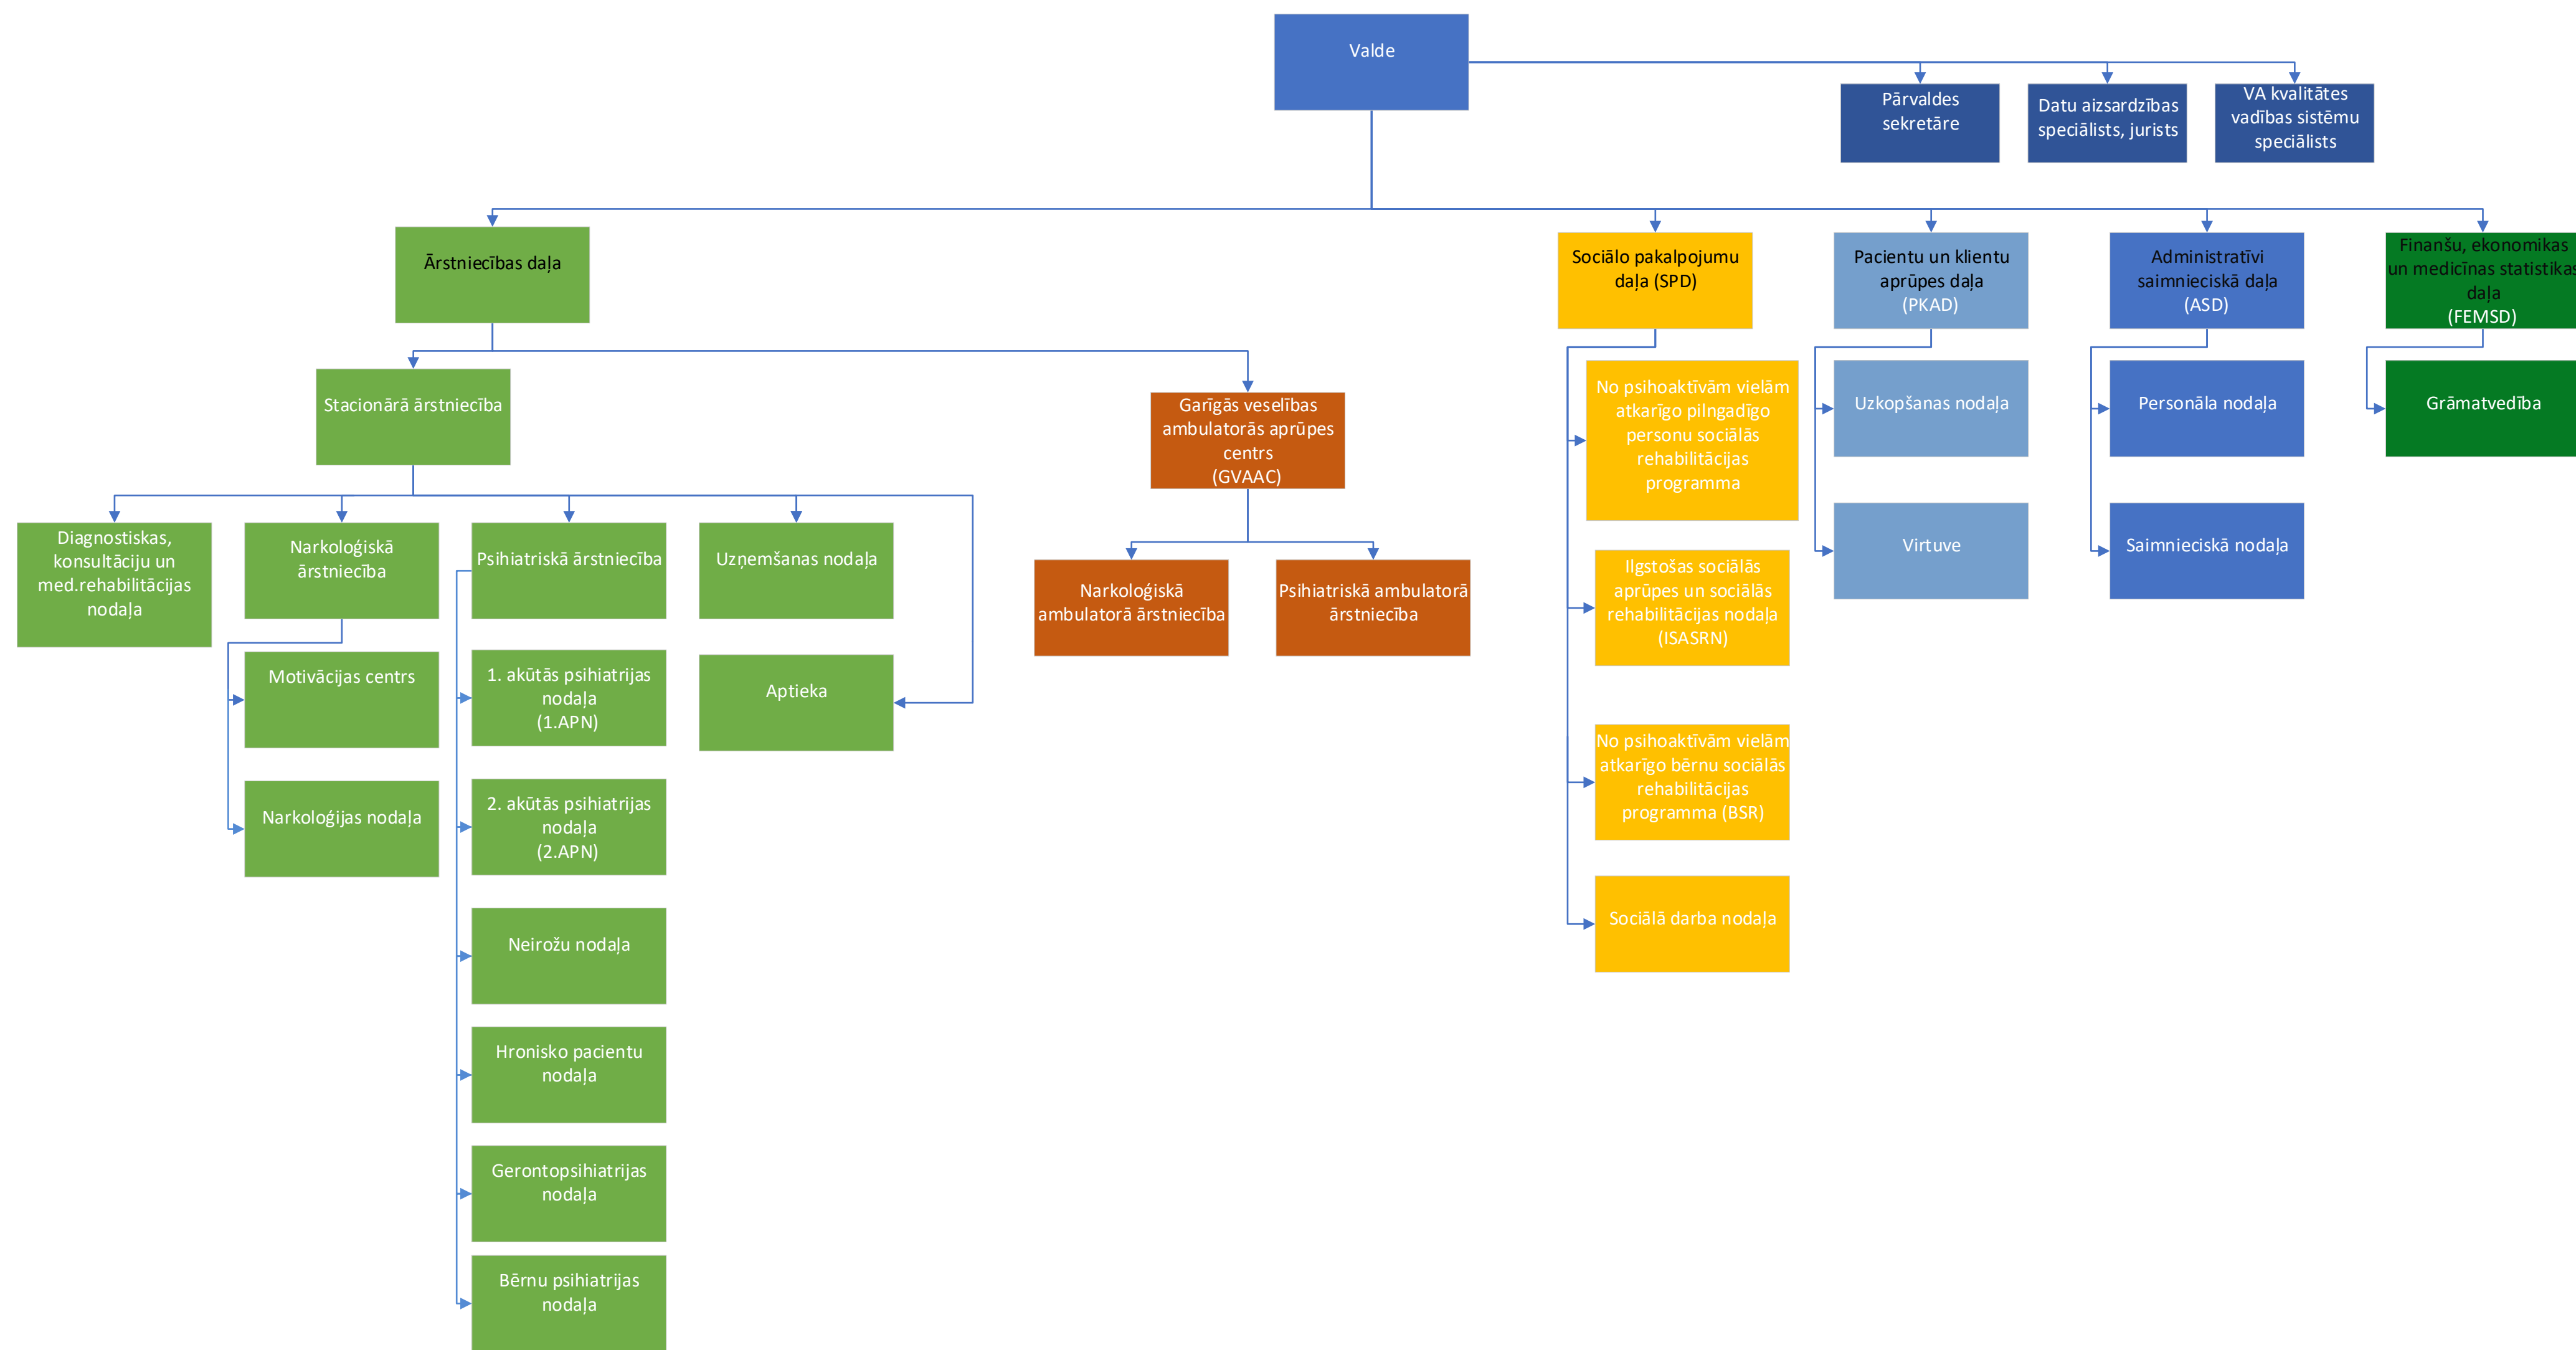 Valde
Pārvaldes
sekretāre
Datu aizsardzības
speciālists, jurists
VA kvalitātes
vadības sistēmu
speciālists
Ārstniecības daļa
Sociālo pakalpojumu
daļa (SPD)
Pacientu un klientu
aprūpes daļa
(PKAD)
Administratīvi
saimnieciskā daļa
(ASD)
Finanšu, ekonomikas
un medicīnas statistikas
daļa
(FEMSD)
Stacionārā ārstniecība
Garīgās veselības
ambulatorās aprūpes
centrs
(GVAAC)
No psihoaktīvām vielām
atkarīgo pilngadīgo
personu sociālās
rehabilitācijas
programma
Uzkopšanas nodaļa
Personāla nodaļa
Grāmatvedība
Diagnostiskas,
konsultāciju un
med.rehabilitācijas
nodaļa
Narkoloģiskā
ārstniecība
Psihiatriskā ārstniecība
Uzņemšanas nodaļa
Narkoloģiskā
ambulatorā ārstniecība
Psihiatriskā ambulatorā
ārstniecība
Ilgstošas sociālās
aprūpes un sociālās
rehabilitācijas nodaļa
(ISASRN)
Virtuve
Saimnieciskā nodaļa
Motivācijas centrs
1. akūtās psihiatrijas
nodaļa
(1.APN)
Aptieka
No psihoaktīvām vielām
atkarīgo bērnu sociālās
rehabilitācijas
programma (BSR)
Narkoloģijas nodaļa
2. akūtās psihiatrijas
nodaļa
(2.APN)
Sociālā darba nodaļa
Neirožu nodaļa
Hronisko pacientu
nodaļa
Gerontopsihiatrijas
nodaļa
Bērnu psihiatrijas
nodaļa